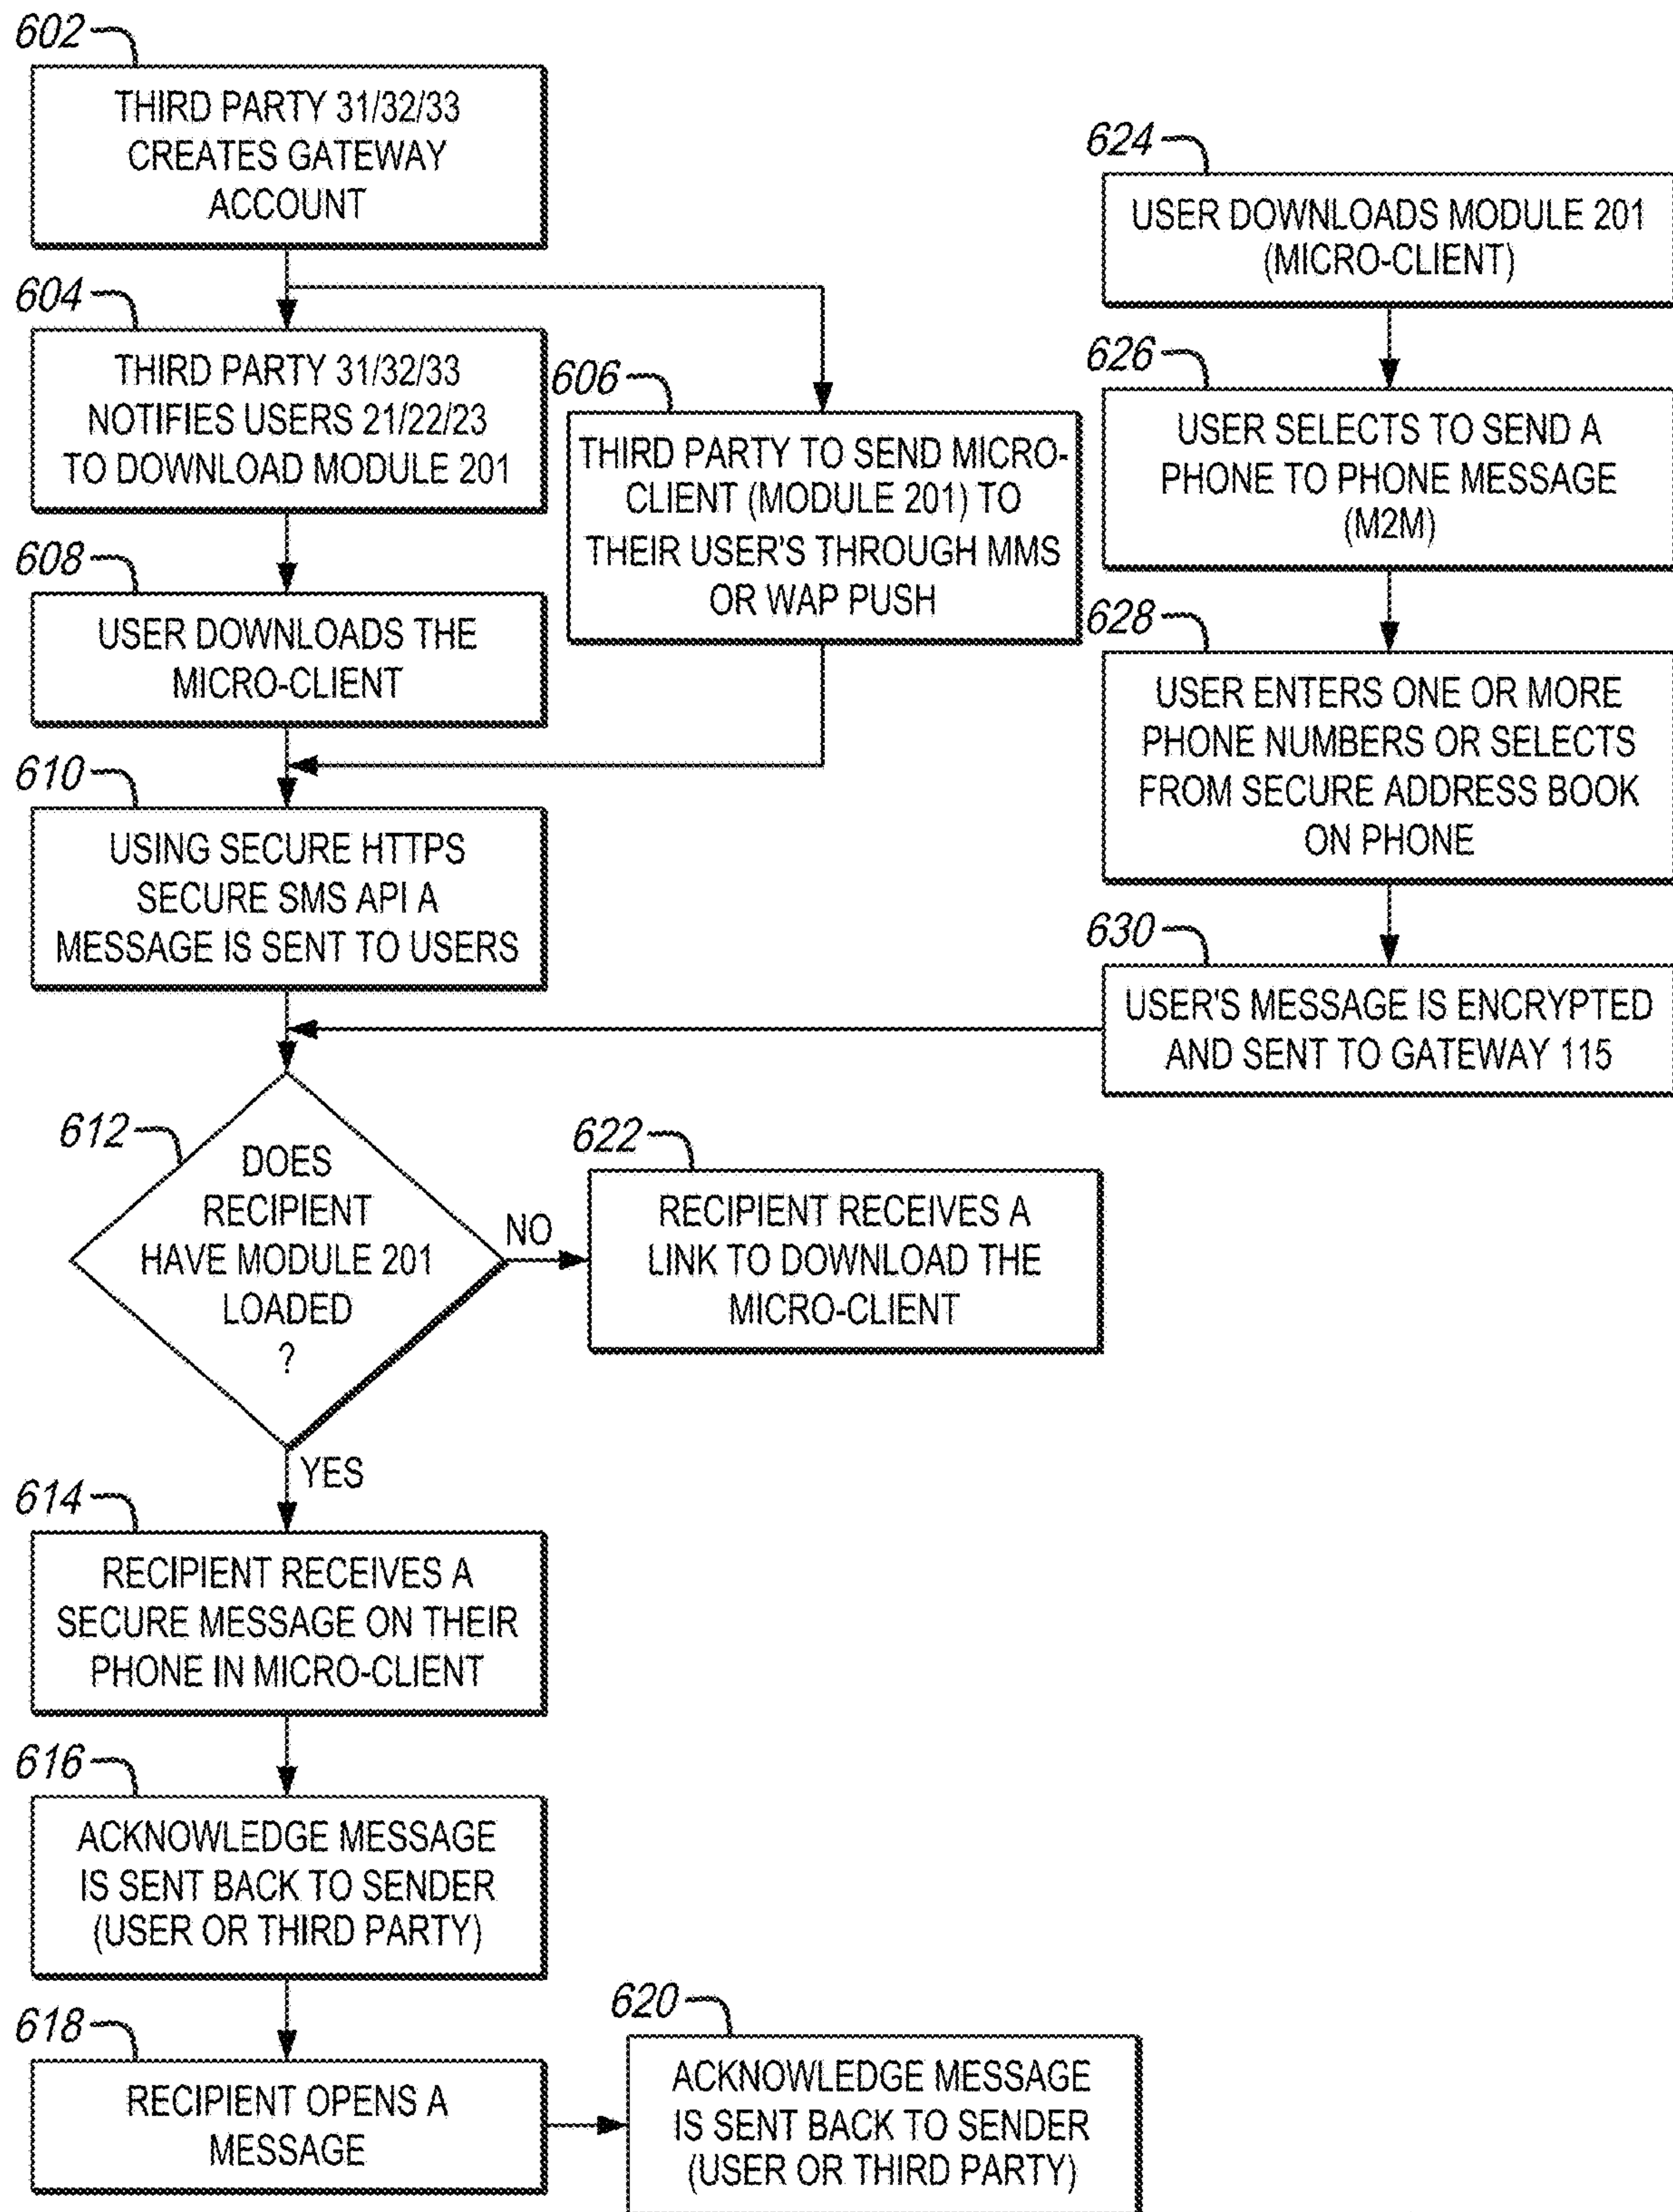 602
THIRD PARTY 31/32/33
CREATES GATEWAY
ACCOUNT
604
THIRD PARTY 31/32/33
NOTIFIES USERS 21/22/23
TO DOWNLOAD MODULE 201
606
THIRD PARTY TO SEND MICRO-
CLIENT (MODULE 201) TO
THEIR USER'S THROUGH MMS
OR WAP PUSH
608
USER DOWNLOADS THE
MICRO-CLIENT
610
USING SECURE HTTPS
SECURE SMS API A
MESSAGE IS SENT TO USERS
624
USER DOWNLOADS MODULE 201
(MICRO-CLIENT)
626
USER SELECTS TO SEND A
PHONE TO PHONE MESSAGE
(M2M)
628
USER ENTERS ONE OR MORE
PHONE NUMBERS OR SELECTS
FROM SECURE ADDRESS BOOK
ON PHONE
630
USER'S MESSAGE IS ENCRYPTED
AND SENT TO GATEWAY 115
612
DOES
RECIPIENT
HAVE MODULE 201
LOADED
?
NO
622
RECIPIENT RECEIVES A
LINK TO DOWNLOAD THE
MICRO-CLIENT
YES
614
RECIPIENT RECEIVES A
SECURE MESSAGE ON THEIR
PHONE IN MICRO-CLIENT
616
ACKNOWLEDGE MESSAGE
IS SENT BACK TO SENDER
(USER OR THIRD PARTY)
618
RECIPIENT OPENS A
MESSAGE
620
ACKNOWLEDGE MESSAGE
IS SENT BACK TO SENDER
(USER OR THIRD PARTY)